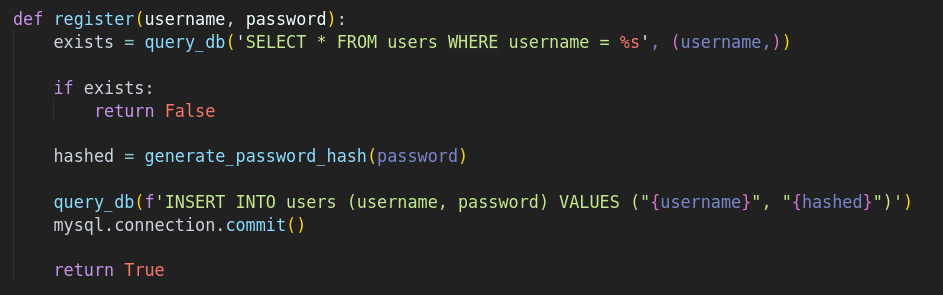 def register(username, password):
    exists = query_db('SELECT * FROM users WHERE username = %s', (username,))

    if exists:
        return False

    hashed = generate_password_hash(password)

    query_db(f'INSERT INTO users (username, password) VALUES ("{username}", "{hashed}")')
    mysql.connection.commit()

    return True